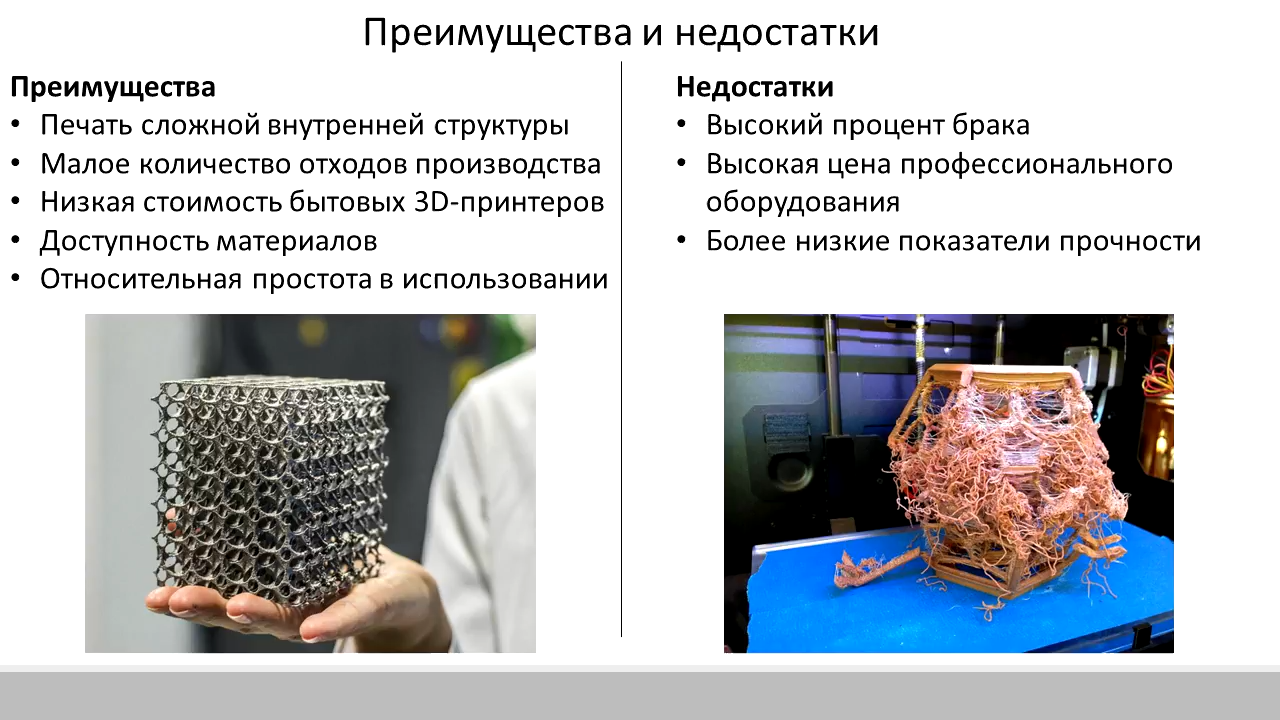 Преимущества и недостатки
Преимущества
• Печать сложной внутренней структуры
• Малое количество отходов производства
• Низкая стоимость бытовых 3D-принтеров
• Доступность материалов
• Относительная простота в использовании
Недостатки
• Высокий процент брака
• Высокая цена профессионального
оборудования
• Более низкие показатели прочности